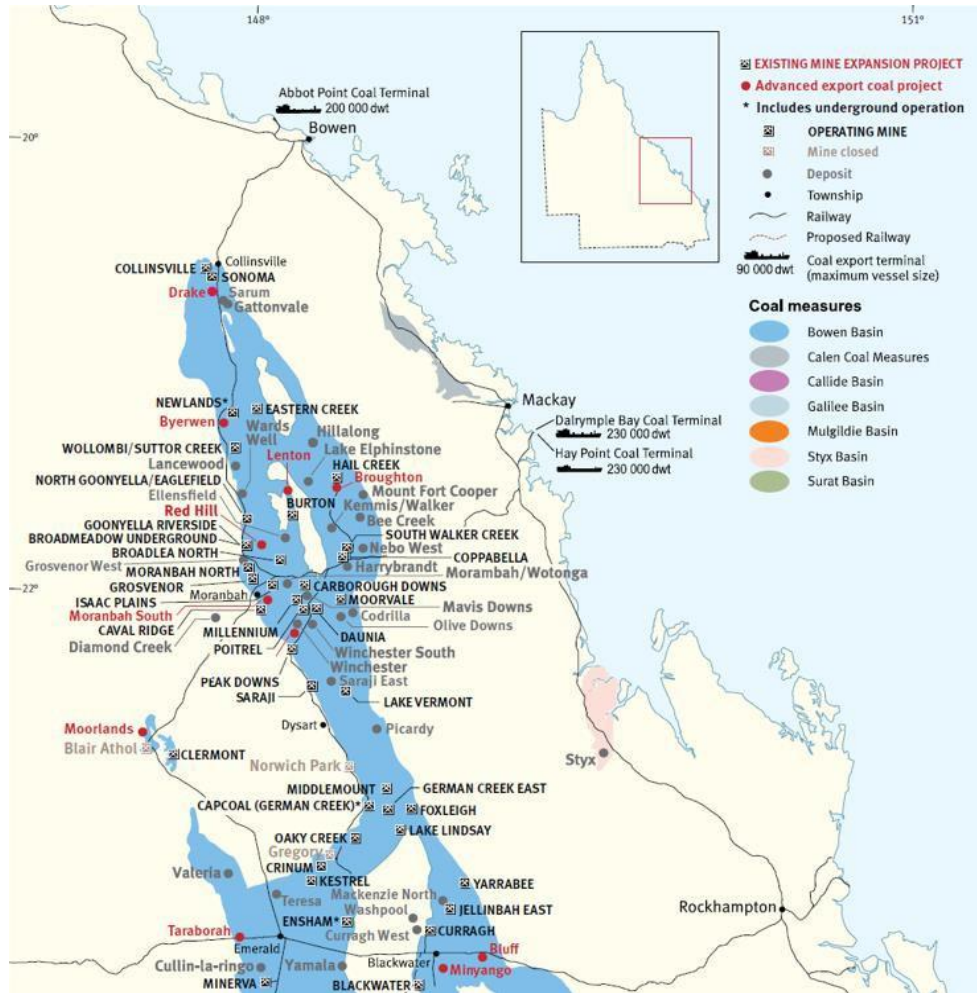 148°
151°
Abbot Point Coal Terminal
200 000 dwt
Bowen
20°
EXISTING MINE EXPANSION PROJECT
Advanced export coal project
* Includes underground operation
OPERATING MINE
Mine closed
Deposit
Township
Railway
Proposed Railway
90 000 dwt
Coal export terminal
(maximum vessel size)
Coal measures
Bowen Basin
Calen Coal Measures
Callide Basin
Galilee Basin
Mulgildie Basin
Styx Basin
Surat Basin
Collinsville
COLLINSVILLE
SONOMA
Drake
Sarum
Gattonvale
NEWLANDS*
EASTERN CREEK
Byerwen
Wards
Well
Hillalong
WOLLOMBI/SUTTOR CREEK
Lake Elphinstone
Lancewood
Lenton
HAIL CREEK
Broughton
NORTH GOONYELLA/EAGLEFIELD
Mount Fort Cooper
Ellensfield
BURTON
Kemmis/Walker
Red Hill
Bee Creek
GOONYELLA RIVERSIDE
SOUTH WALKER CREEK
BROADMEADOW UNDERGROUND
Nebo West
BROADLEA NORTH
COPPABELLA
Grosvenor West
Harrybrandt
MORANBAH NORTH
Morambah/Wotonga
GROSVENOR
CARBOROUGH DOWNS
Moranbah
ISAAC PLAINS
MOORVALE
Mavis Downs
Moranbah South
Codrilla
CAVAL RIDGE
Olive Downs
MILLENNIUM
DAUNIA
Diamond Creek
POITREL
Winchester South
Winchester
PEAK DOWNS
Saraji East
SARAJI
LAKE VERMONT
Mackay
Dalrymple Bay Coal Terminal
230 000 dwt
Hay Point Coal Terminal
230 000 dwt
22°
Dysart
Picardy
Moorlands
Blair Athol
CLERMONT
Norwich Park
Styx
MIDDLEMOUNT
GERMAN CREEK EAST
CAPCOAL (GERMAN CREEK)*
FOXLEIGH
LAKE LINDSAY
OAKY CREEK
Gregory
CRINUM
Valeria
KESTREL
YARRABEE
Mackenzie North
Teresa
Washpool
JELLINBAH EAST
ENSHAM*
Curragh West
CURRAGH
Rockhampton
Taraborah
Emerald
Bluff
Blackwater
Cullin-la-ringo
Yamala
Minyango
MINERVA
BLACKWATER